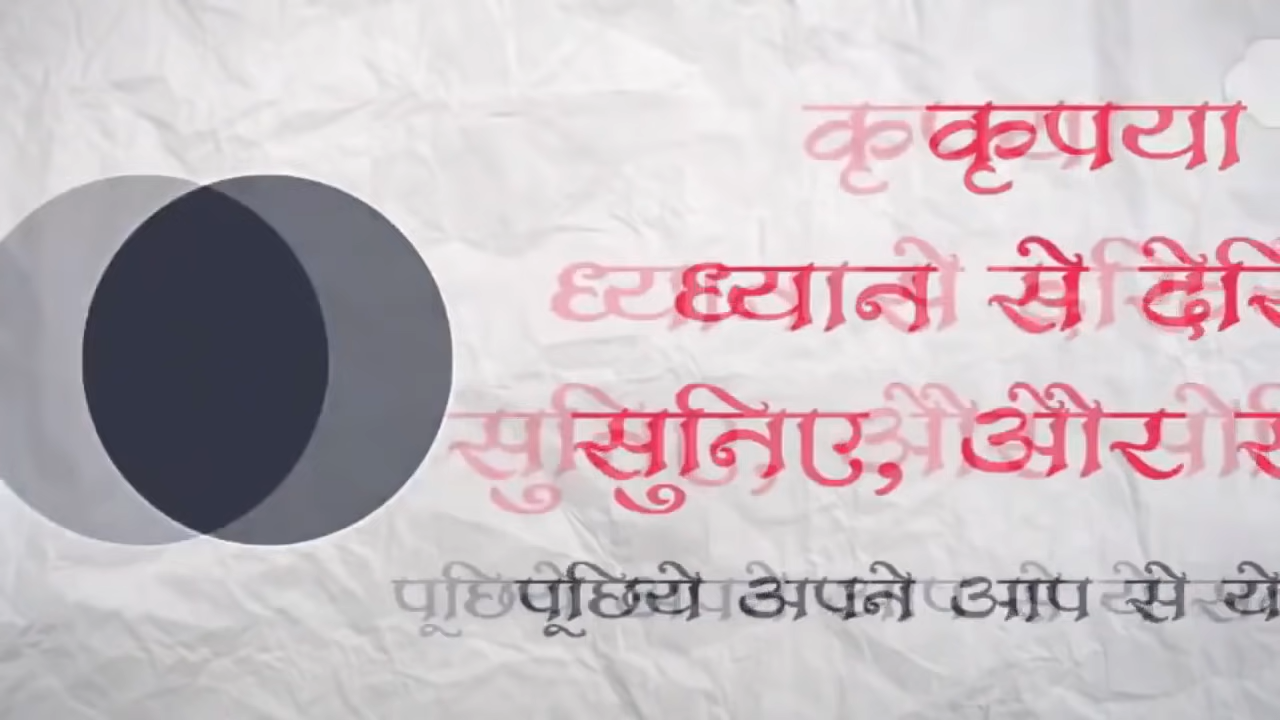 कृपया
ध्यान से
सुनिए, और
पूछिये अपने आप से ये